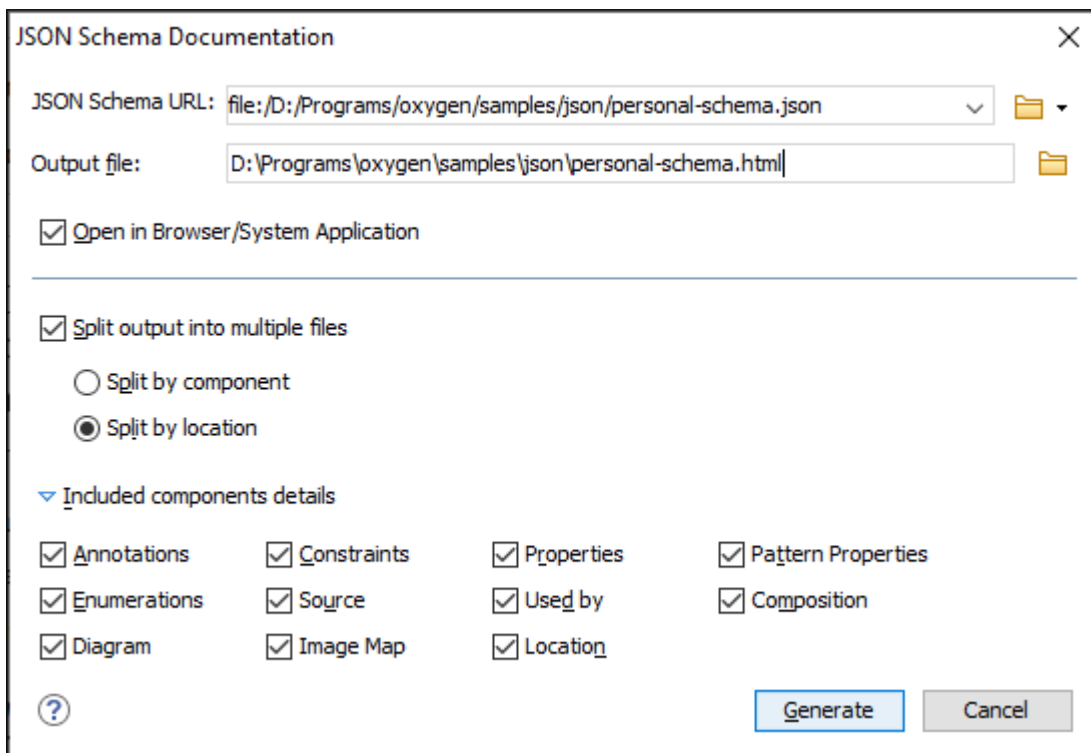 JSON Schema Documentation
JSON Schema URL: file:/D:/Programs/oxygen/samples/json/personal-schema.json
Output file: D:\Programs\oxygen\samples\json\personal-schema.html
Open in Browser/System Application
Split output into multiple files
Split by component
Split by location
Included components details
Annotations Constraints Properties Pattern Properties
Enumerations Source Used by Composition
Diagram Image Map Location
? Generate Cancel